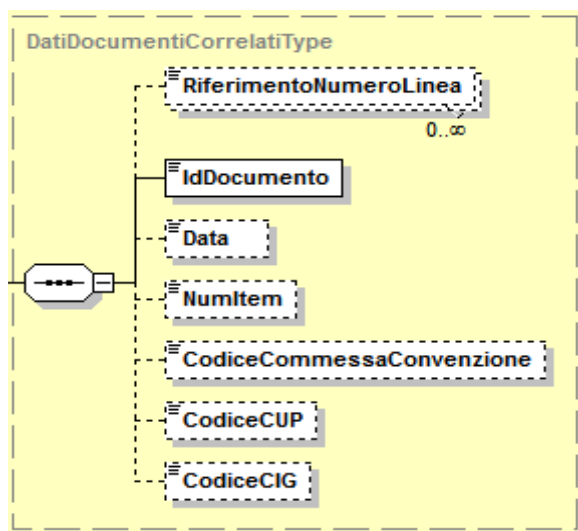 DatiDocumentiCorrelatiType
RiferimentoNumeroLinea
0..∞
IdDocumento
Data
NumItem
CodiceCommessaConvenzione
CodiceCUP
CodiceCIG